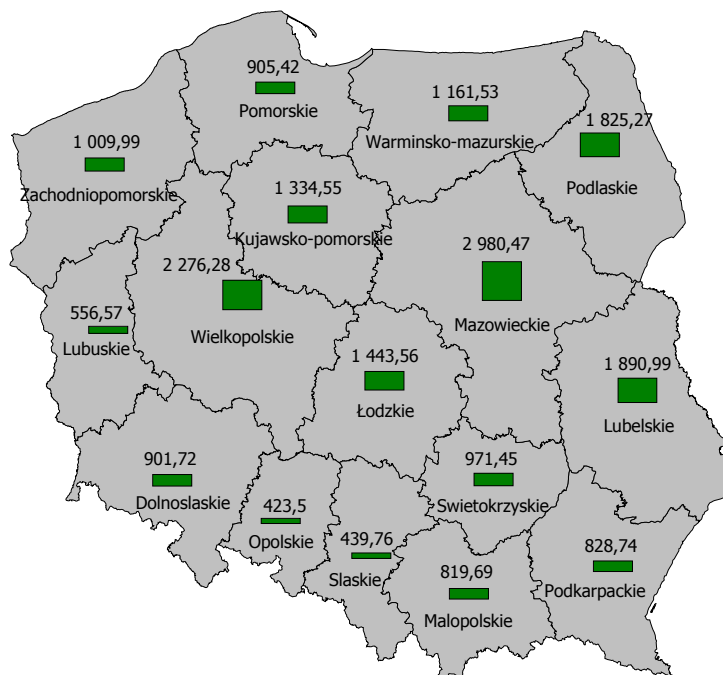 905,42
Pomorskie
1 161,53
Warminsko-mazurskie
1 825,27
Podlaskie
1 009,99
Zachodniopomorskie
1 334,55
Kujawsko-pomorskie
2 276,28
Wielkopolskie
2 980,47
Mazowieckie
556,57
Lubuskie
1 443,56
Łodzkie
1 890,99
Lubelskie
901,72
Dolnoslaskie
423,5
Opolskie
439,76
Slaskie
971,45
Swietokrzyskie
819,69
Malopolskie
828,74
Podkarpackie